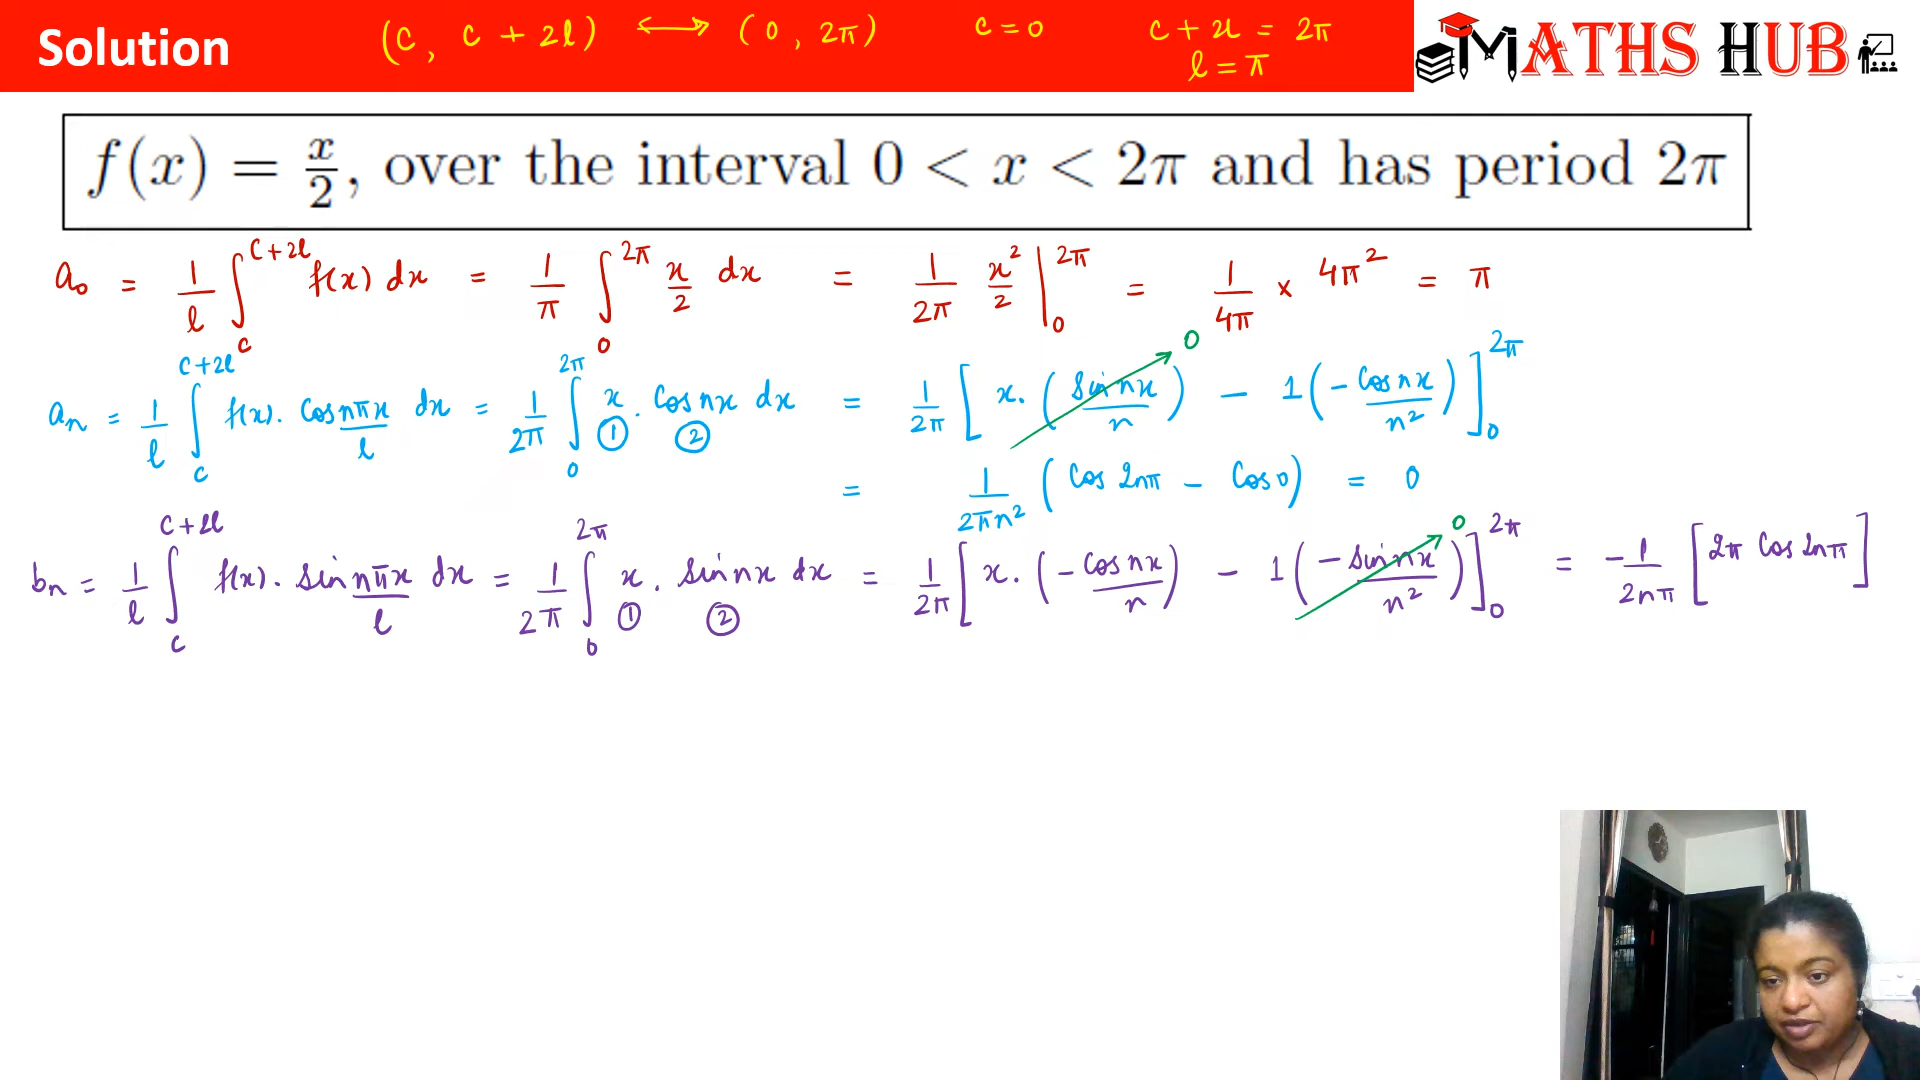 Solution (c, c + 2l) ⟷ (0, 2π) c = 0 c + 2l = 2π
l = π
MATHS HUB
f(x) = x/2, over the interval 0 < x < 2π and has period 2π
a₀ = 1/l ∫_c^{c+2l} f(x) dx = 1/π ∫_0^{2π} x/2 dx = 1/2π x²/2 |_0^{2π} = 1/4π × 4π² = π
aₙ = 1/l ∫_c^{c+2l} f(x). Cos nπx/l dx = 1/2π ∫_0^{2π} x ① . Cos nx ② dx = 1/2π [ x. (Sin nx/n) → 0 − 1(−Cos nx/n²) ]_0^{2π}
= 1/2πn² (Cos 2nπ − Cos 0) = 0
bₙ = 1/l ∫_c^{c+2l} f(x). Sin nπx/l dx = 1/2π ∫_0^{2π} x ① . Sin nx ② dx = 1/2π [ x. (−Cos nx/n) − 1(−Sin nx/n²) → 0 ]_0^{2π} = −1/2nπ [2π Cos 2nπ]